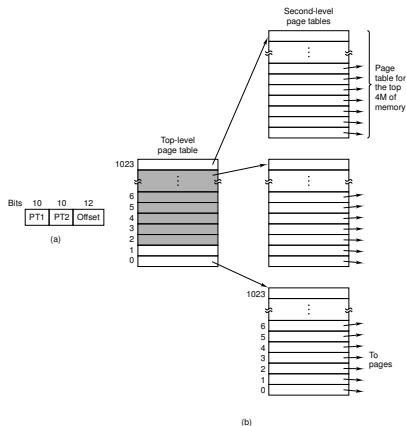 Second-level
page tables
Page
table for
the top
4M of
memory
Top-level
page table
1023
6
5
4
3
2
1
0
Bits 10 10 12
PT1 PT2 Offset
(a)
1023
6
5
4
3
2
1
0
To
pages
(b)